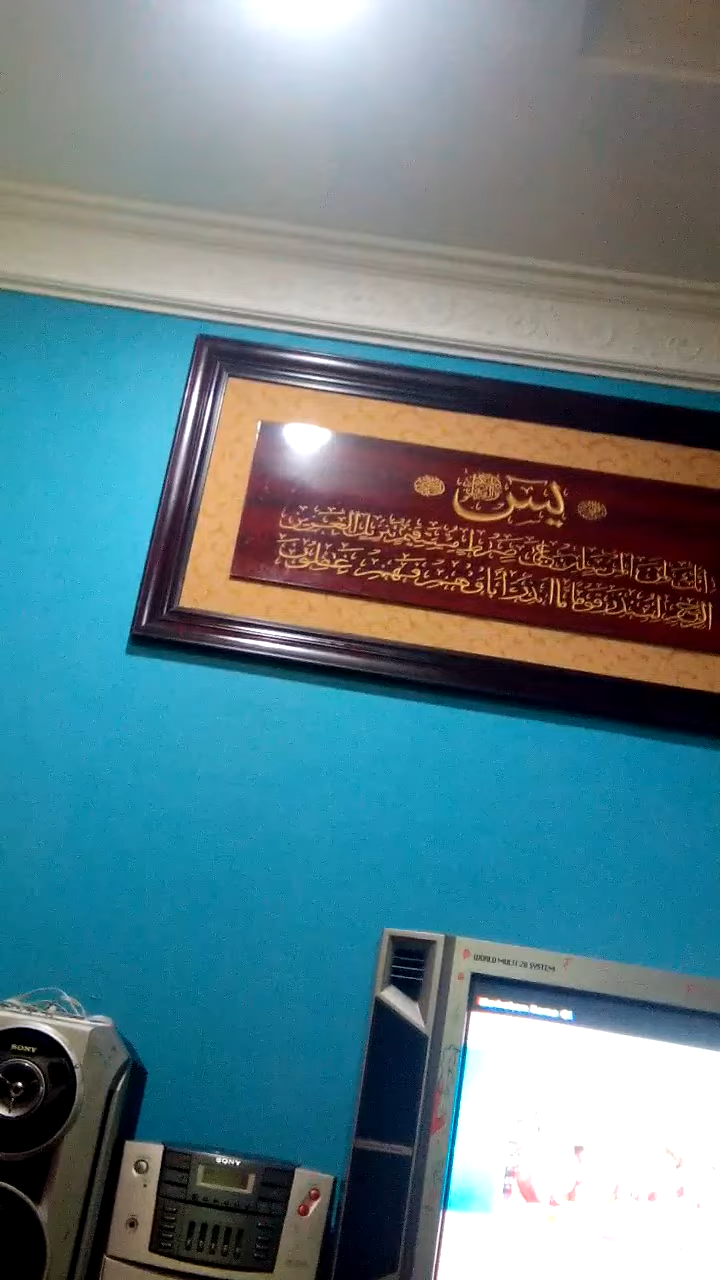 يس
إنك لمن المرسلين على صراط مستقيم تنزيل العزيز
الرحيم لتنذر قوما ما أنذر آباؤهم فهم غافلون
WORLD MULTI 28 SYSTEM
SONY
SONY